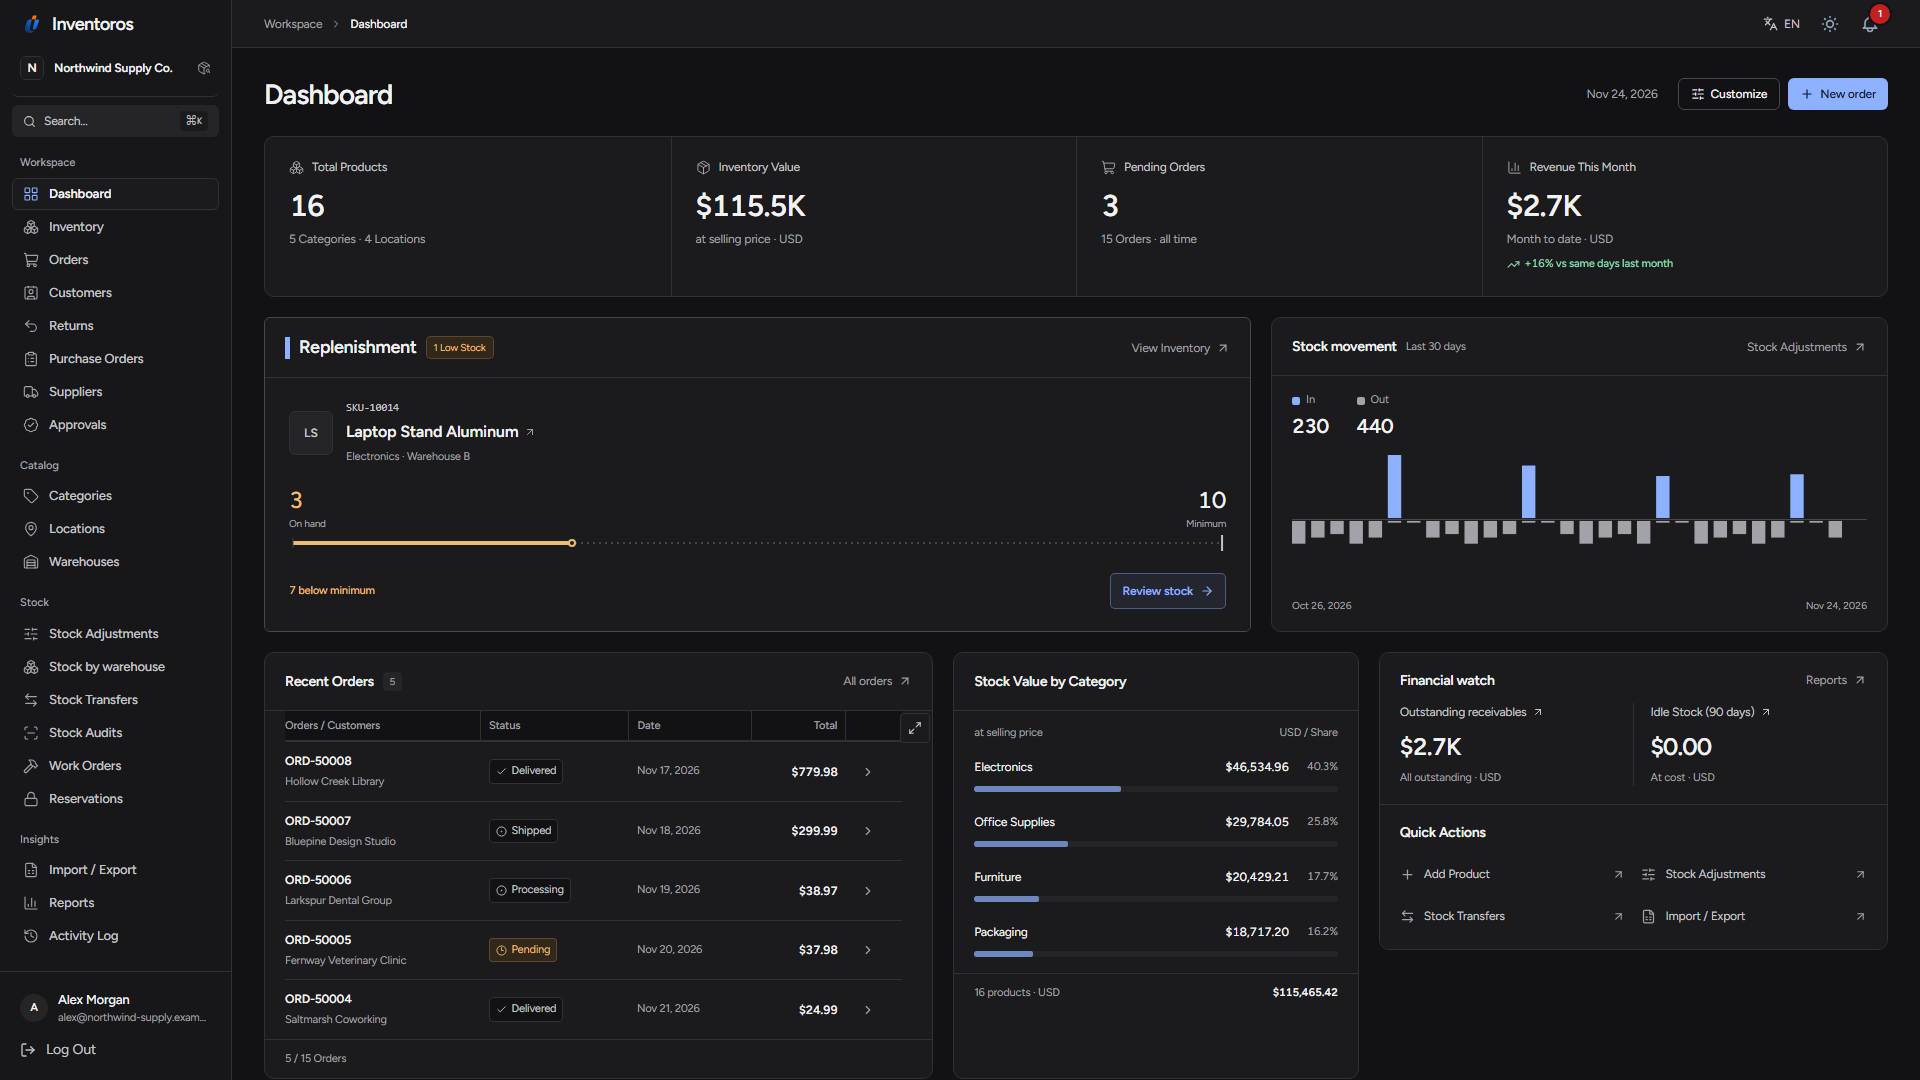 Inventoros
N Northwind Supply Co.
Search... ⌘K
Workspace
Dashboard
Inventory
Orders
Customers
Returns
Purchase Orders
Suppliers
Approvals
Catalog
Categories
Locations
Warehouses
Stock
Stock Adjustments
Stock by warehouse
Stock Transfers
Stock Audits
Work Orders
Reservations
Insights
Import / Export
Reports
Activity Log
A
Alex Morgan
alex@northwind-supply.exam...
Log Out
Workspace Dashboard
EN
1
Dashboard
Nov 24, 2026
Customize
New order
Total Products
16
5 Categories · 4 Locations
Inventory Value
$115.5K
at selling price · USD
Pending Orders
3
15 Orders · all time
Revenue This Month
$2.7K
Month to date · USD
+16% vs same days last month
Replenishment 1 Low Stock
View Inventory
LS
SKU-10014
Laptop Stand Aluminum
Electronics · Warehouse B
3
On hand
10
Minimum
7 below minimum
Review stock
Stock movement Last 30 days
Stock Adjustments
In
230
Out
440
Oct 26, 2026
Nov 24, 2026
Recent Orders 5
All orders
Orders / Customers Status Date Total
ORD-50008
Hollow Creek Library
Delivered Nov 17, 2026 $779.98
ORD-50007
Bluepine Design Studio
Shipped Nov 18, 2026 $299.99
ORD-50006
Larkspur Dental Group
Processing Nov 19, 2026 $38.97
ORD-50005
Fernway Veterinary Clinic
Pending Nov 20, 2026 $37.98
ORD-50004
Saltmarsh Coworking
Delivered Nov 21, 2026 $24.99
5 / 15 Orders
Stock Value by Category
at selling price USD / Share
Electronics $46,534.96 40.3%
Office Supplies $29,784.05 25.8%
Furniture $20,429.21 17.7%
Packaging $18,717.20 16.2%
16 products · USD $115,465.42
Financial watch
Reports
Outstanding receivables
$2.7K
All outstanding · USD
Idle Stock (90 days)
$0.00
At cost · USD
Quick Actions
Add Product
Stock Adjustments
Stock Transfers
Import / Export